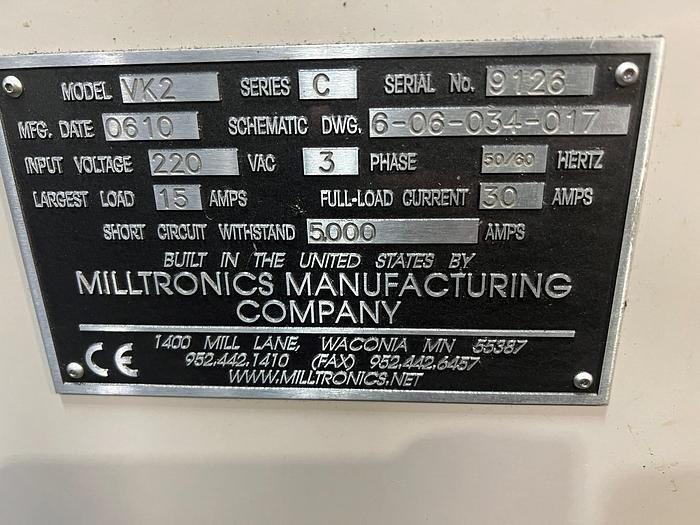 MODEL VK2 SERIES C SERIAL No. 9126
MFG. DATE 0610 SCHEMATIC DWG. 6-06-034-017
INPUT VOLTAGE 220 VAC 3 PHASE 50/60 HERTZ
LARGEST LOAD 15 AMPS FULL-LOAD CURRENT 30 AMPS
SHORT CIRCUIT WITHSTAND 5000 AMPS
BUILT IN THE UNITED STATES BY
MILLTRONICS MANUFACTURING
COMPANY
CE
1400 MILL LANE, WACONIA MN 55387
952.442.1410 (FAX) 952.442.6457
WWW.MILLTRONICS.NET